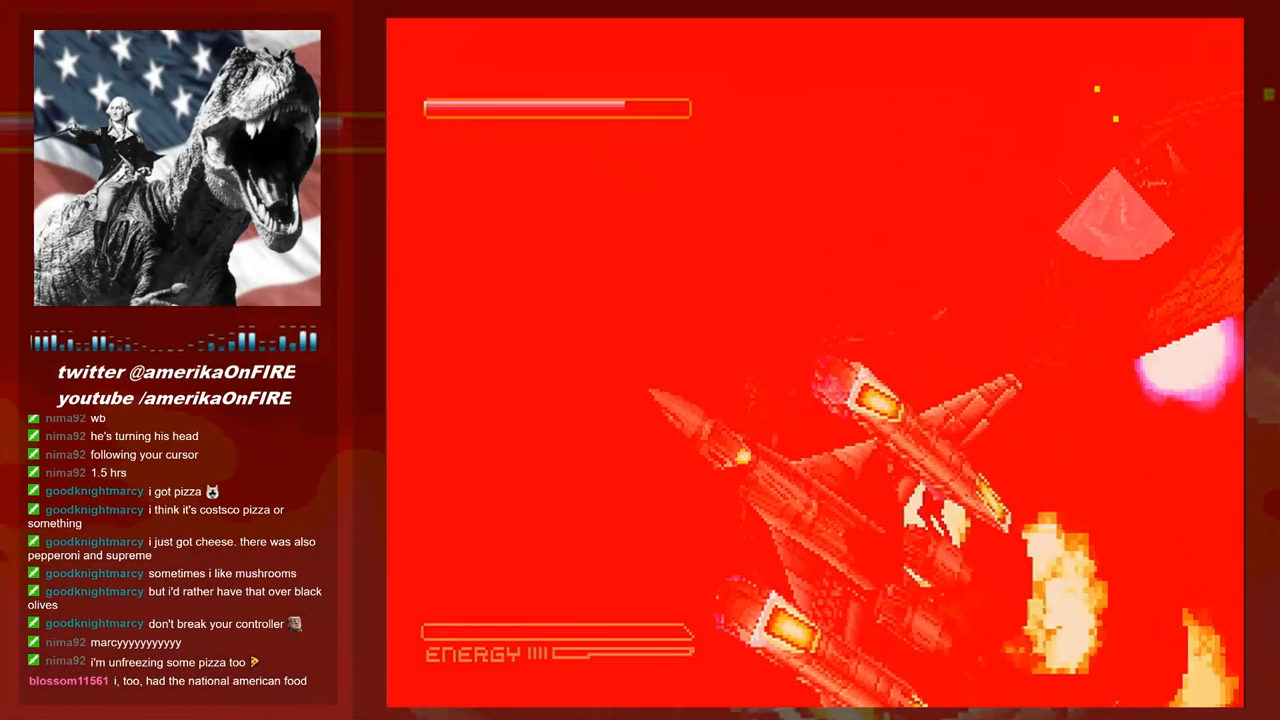 twitter @amerikaOnFIRE
youtube /amerikaOnFIRE
nima92 wb
nima92 he's turning his head
nima92 following your cursor
nima92 1.5 hrs
goodknightmarcy i got pizza
goodknightmarcy i think it's costsco pizza or
something
goodknightmarcy i just got cheese. there was also
pepperoni and supreme
goodknightmarcy sometimes i like mushrooms
goodknightmarcy but i'd rather have that over black
olives
goodknightmarcy don't break your controller
nima92 marcyyyyyyyyyy
nima92 i'm unfreezing some pizza too
blossom11561 i, too, had the national american food
ENERGY